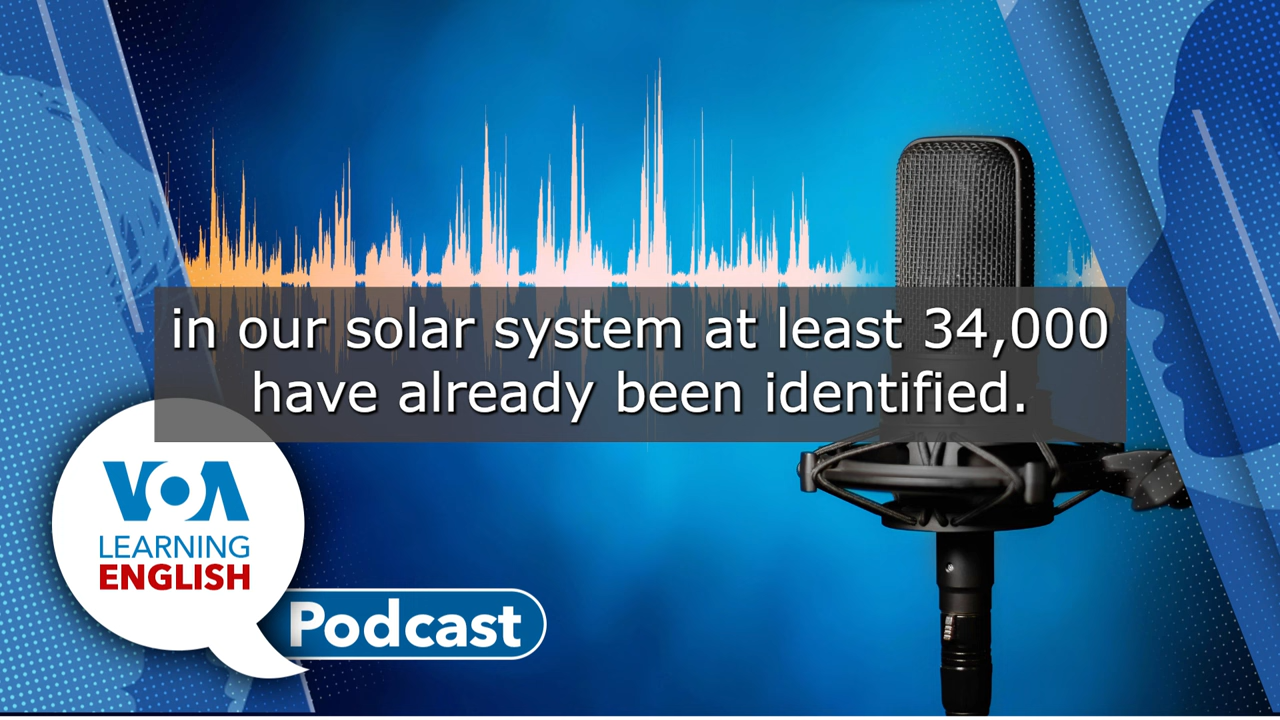 in our solar system at least 34,000
have already been identified.
VOA
LEARNING
ENGLISH
Podcast